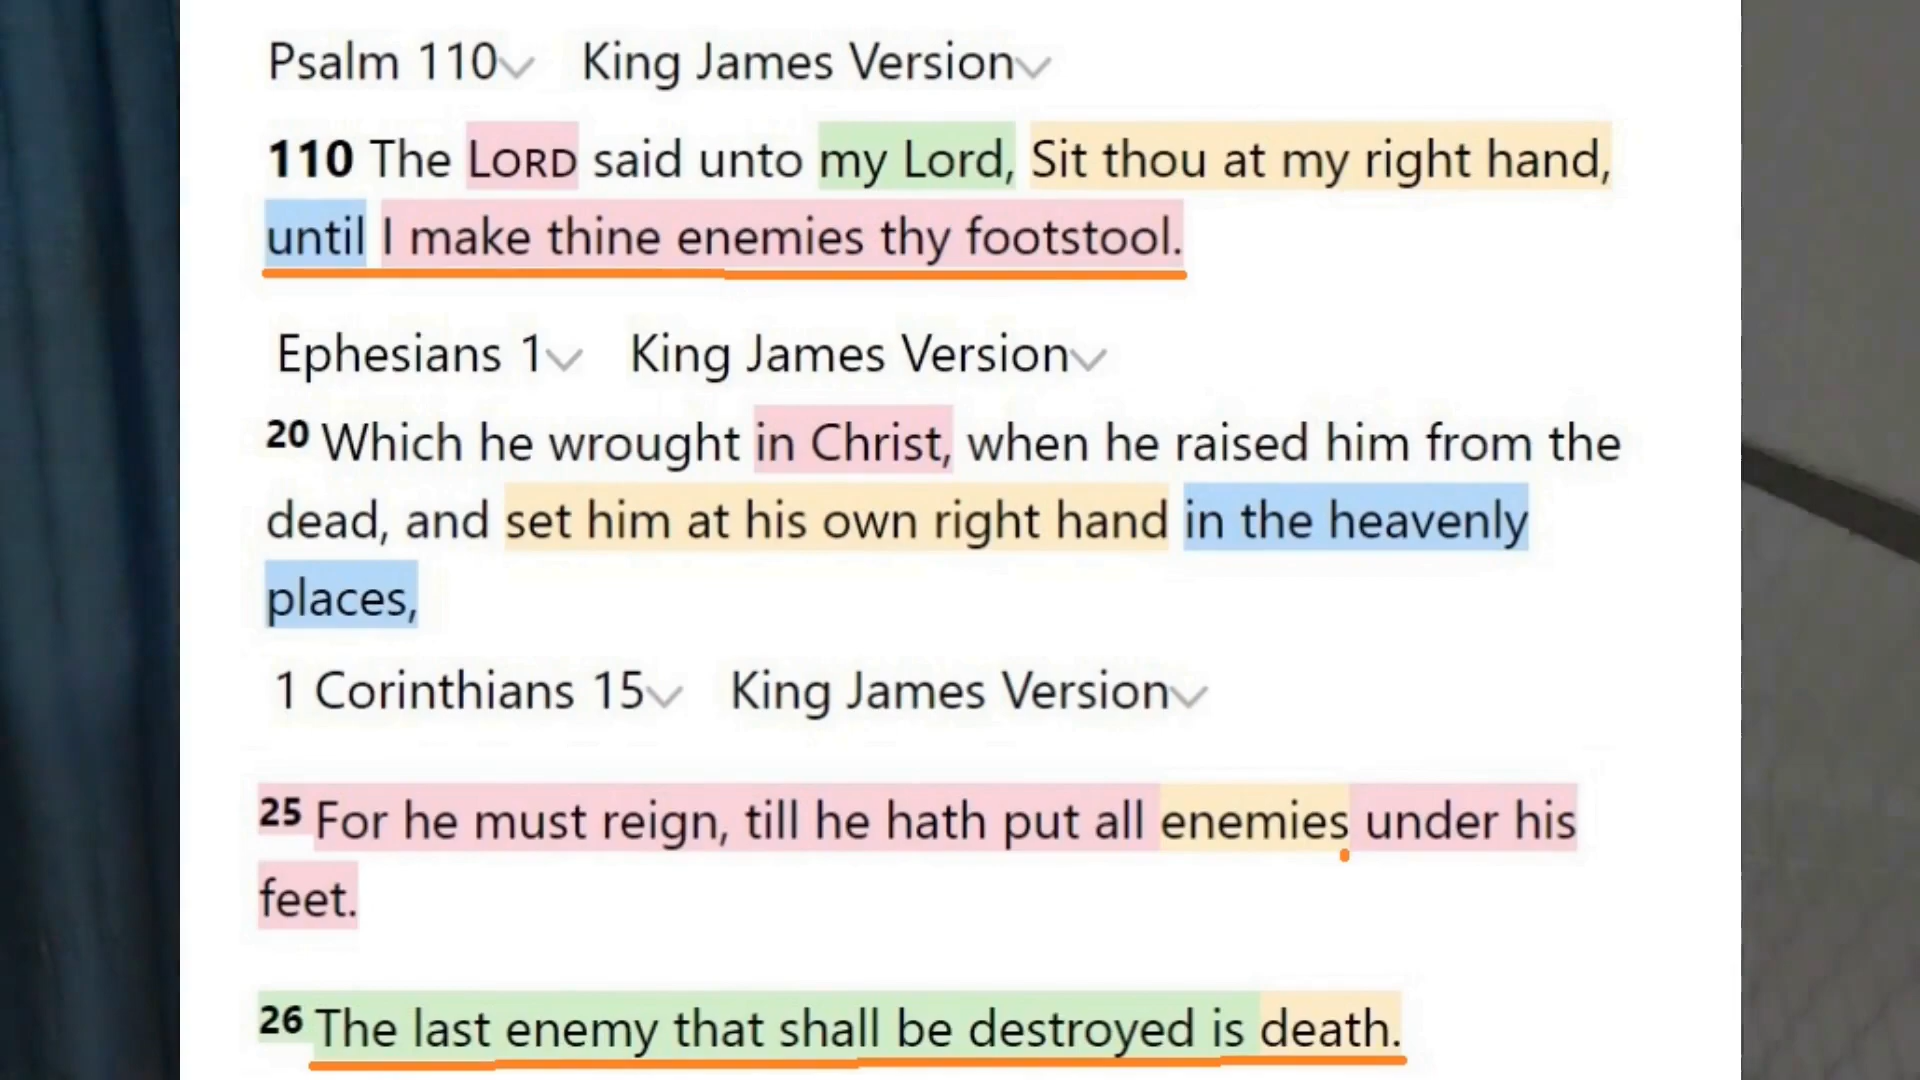 Psalm 110 King James Version
110 The LORD said unto my Lord, Sit thou at my right hand,
until I make thine enemies thy footstool.
Ephesians 1 King James Version
20 Which he wrought in Christ, when he raised him from the
dead, and set him at his own right hand in the heavenly
places,
1 Corinthians 15 King James Version
25 For he must reign, till he hath put all enemies under his
feet.
26 The last enemy that shall be destroyed is death.